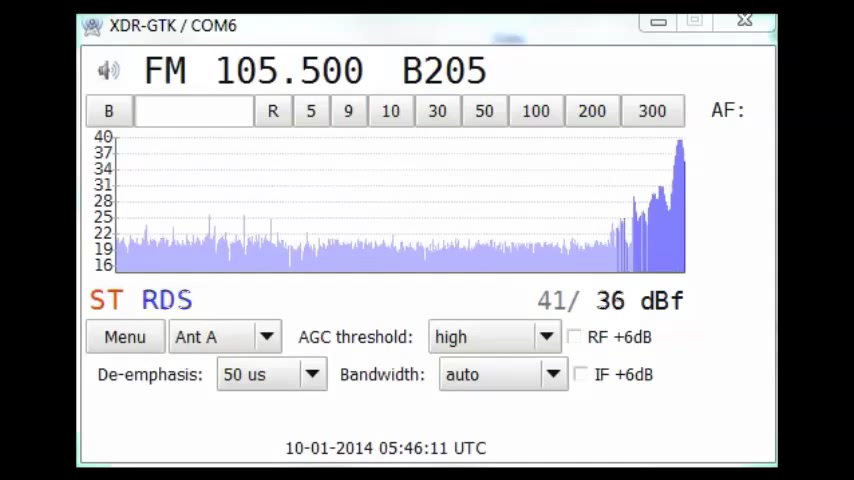 XDR-GTK / COM6
FM 105.500 B205
B R 5 9 10 30 50 100 200 300 AF:
40
37
34
31
28
25
22
19
16
ST RDS 41/ 36 dBf
Menu Ant A AGC threshold: high RF +6dB
De-emphasis: 50 us Bandwidth: auto IF +6dB
10-01-2014 05:46:11 UTC